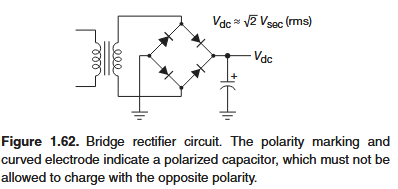 Vdc ≈ √2 Vsec (rms)
Vdc
+
Figure 1.62. Bridge rectifier circuit. The polarity marking and
curved electrode indicate a polarized capacitor, which must not be
allowed to charge with the opposite polarity.